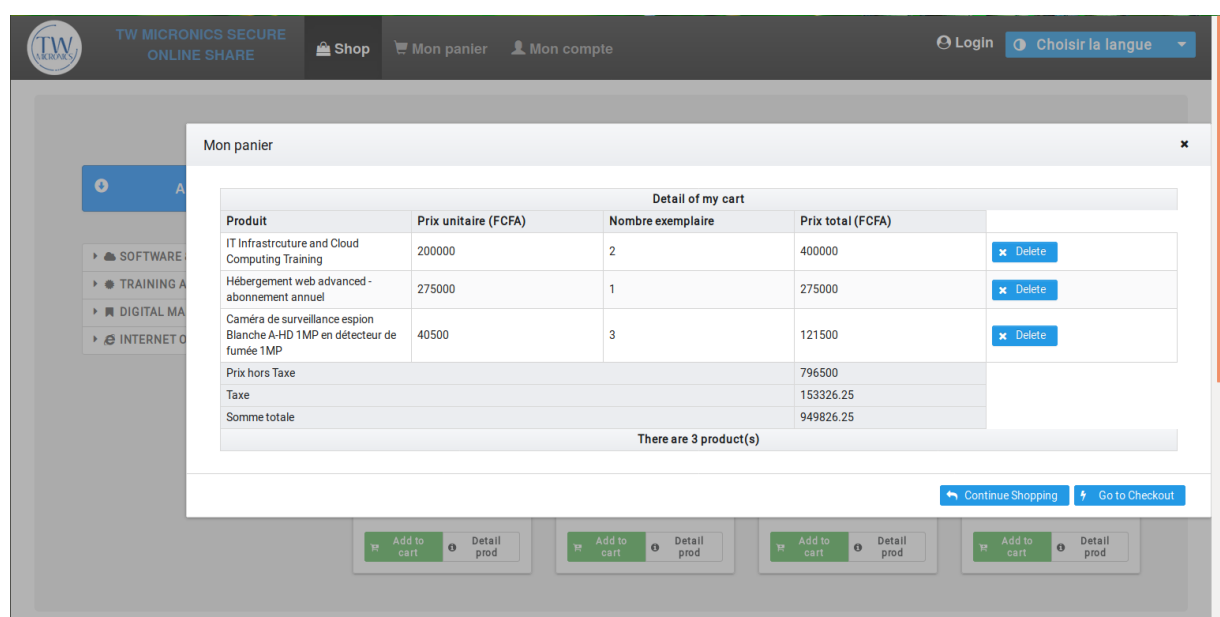 TW MICRONICS SECURE
ONLINE SHARE
TW
MICRONICS
Shop
Mon panier
Mon compte
Login
Choisir la langue
Mon panier
A
SOFTWARE
TRAINING A
DIGITAL MA
INTERNET O
Detail of my cart
Produit Prix unitaire (FCFA) Nombre exemplaire Prix total (FCFA)
IT Infrastrcuture and Cloud
Computing Training
200000 2 400000 Delete
Hébergement web advanced -
abonnement annuel
275000 1 275000 Delete
Caméra de surveillance espion
Blanche A-HD 1MP en détecteur de
fumée 1MP
40500 3 121500 Delete
Prix hors Taxe 796500
Taxe 153326.25
Somme totale 949826.25
There are 3 product(s)
Continue Shopping Go to Checkout
Add to
cart
Detail
prod
Add to
cart
Detail
prod
Add to
cart
Detail
prod
Add to
cart
Detail
prod